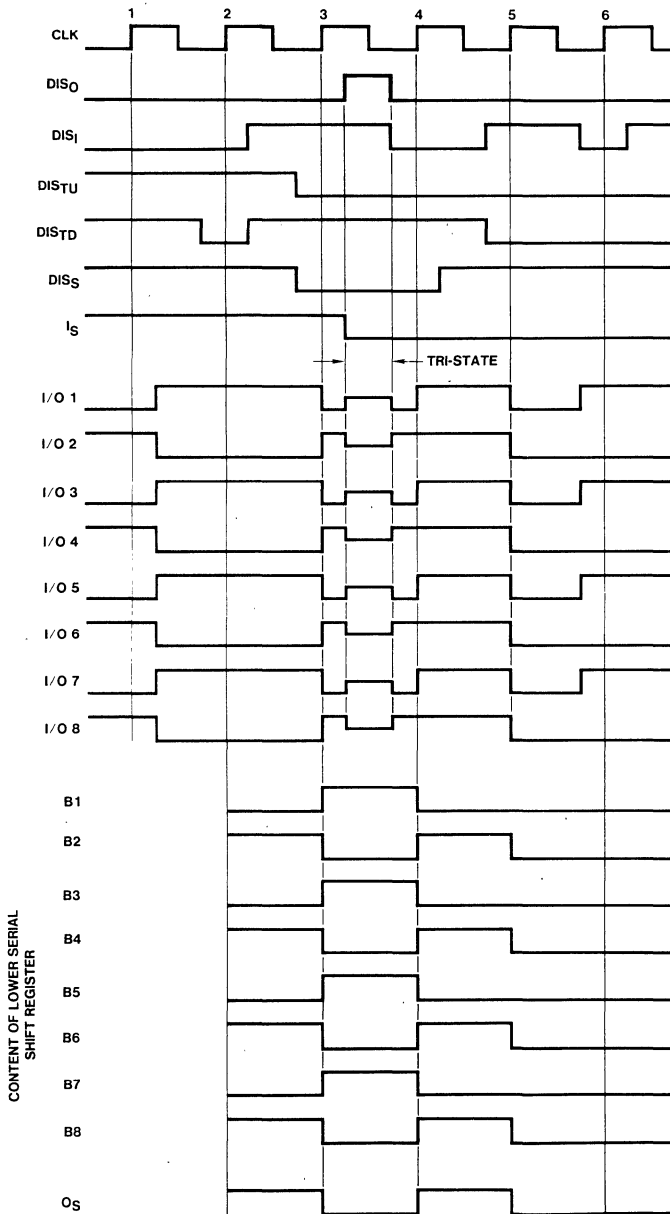 1 2 3 4 5 6
CLK
DISO
DISI
DISTU
DISTD
DISS
IS
TRI-STATE
I/O 1
I/O 2
I/O 3
I/O 4
I/O 5
I/O 6
I/O 7
I/O 8
CONTENT OF LOWER SERIAL
SHIFT REGISTER
B1
B2
B3
B4
B5
B6
B7
B8
OS